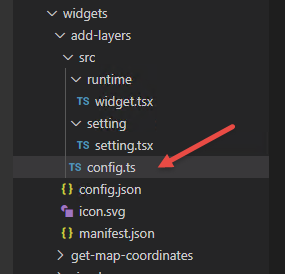 widgets
add-layers
src
runtime
TS widget.tsx
setting
TS setting.tsx
TS config.ts
{} config.json
icon.svg
{} manifest.json
get-map-coordinates